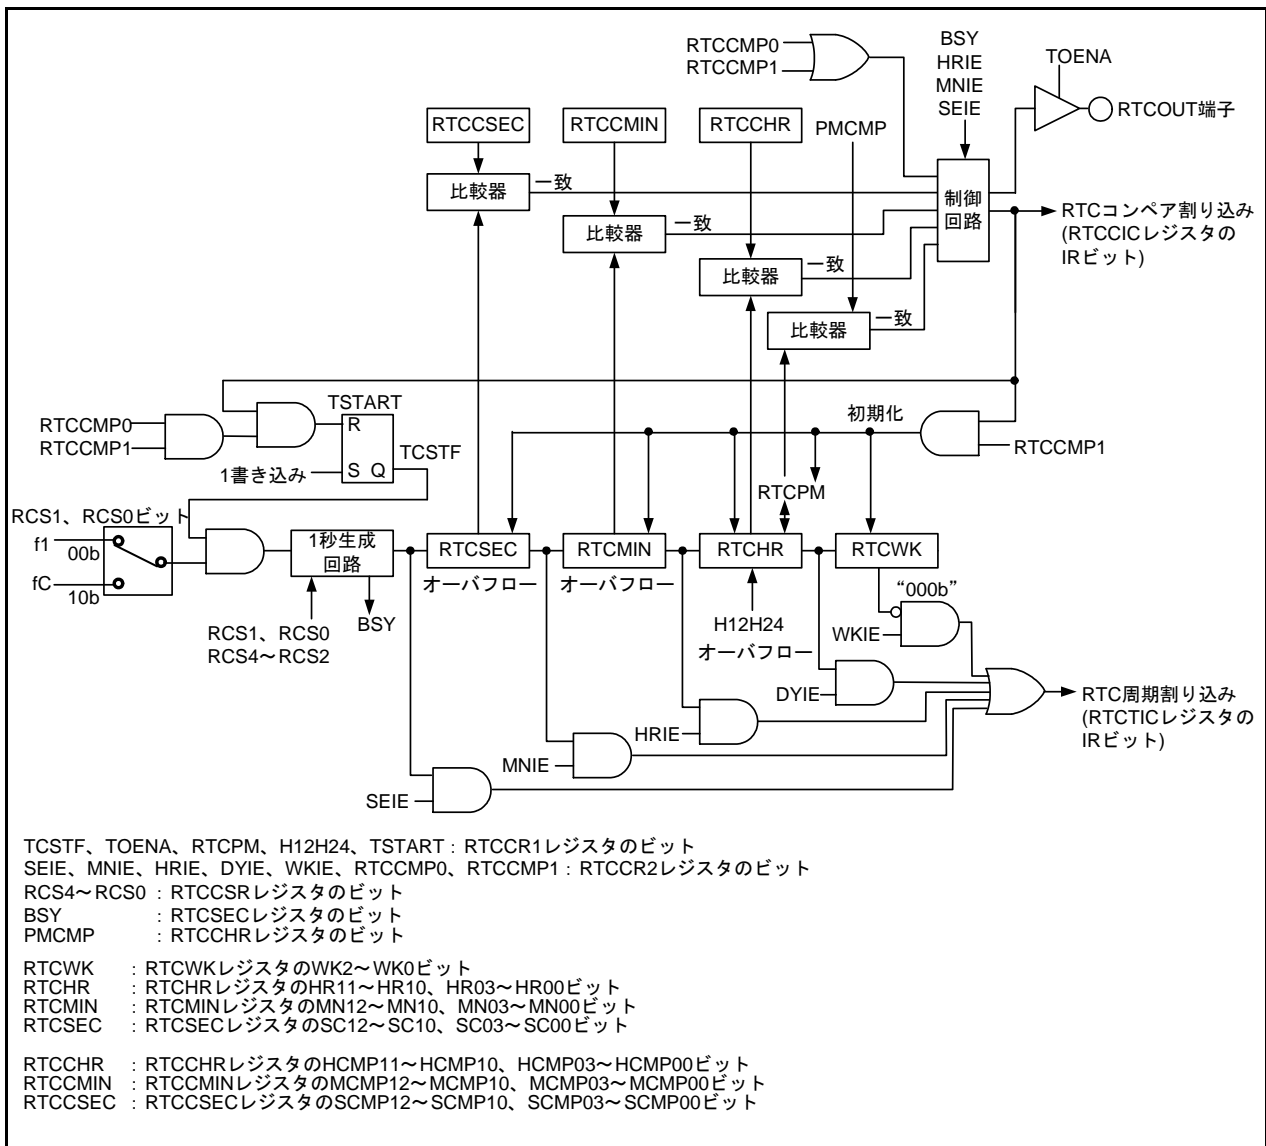 RTCCMP0
RTCCMP1
BSY
HRIE
MNIE
SEIE
TOENA
RTCOUT端子
RTCCSEC
RTCCMIN
RTCCHR
PMCMP
比較器
一致
比較器
一致
比較器
一致
比較器
一致
制御
回路
RTCコンペア割り込み
(RTCCICレジスタの
IRビット)
RTCCMP0
RTCCMP1
TSTART
R
S Q
TCSTF
1書き込み
初期化
RTCCMP1
RTCPM
RCS1、RCS0ビット
f1
00b
fC
10b
1秒生成
回路
RTCSEC
RTCMIN
RTCHR
RTCWK
オーバフロー
オーバフロー
RCS1、RCS0
RCS4～RCS2
BSY
H12H24
オーバフロー
“000b”
WKIE
DYIE
HRIE
MNIE
SEIE
RTC周期割り込み
(RTCTICレジスタの
IRビット)
TCSTF、TOENA、RTCPM、H12H24、TSTART : RTCCR1レジスタのビット
SEIE、MNIE、HRIE、DYIE、WKIE、RTCCMP0、RTCCMP1 : RTCCR2レジスタのビット
RCS4～RCS0 : RTCCSRレジスタのビット
BSY : RTCSECレジスタのビット
PMCMP : RTCCHRレジスタのビット
RTCWK : RTCWKレジスタのWK2～WK0ビット
RTCHR : RTCHRレジスタのHR11～HR10、HR03～HR00ビット
RTCMIN : RTCMINレジスタのMN12～MN10、MN03～MN00ビット
RTCSEC : RTCSECレジスタのSC12～SC10、SC03～SC00ビット
RTCCHR : RTCCHRレジスタのHCMP11～HCMP10、HCMP03～HCMP00ビット
RTCCMIN : RTCCMINレジスタのMCMP12～MCMP10、MCMP03～MCMP00ビット
RTCCSEC : RTCCSECレジスタのSCMP12～SCMP10、SCMP03～SCMP00ビット